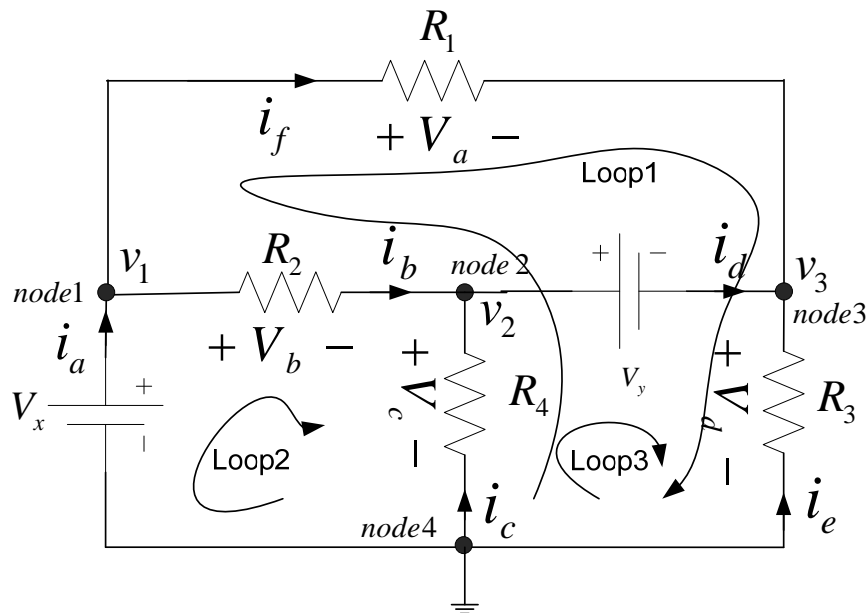 R1
if
+ Va −
Loop1
v1
R2
ib
node 2
+
−
id
v3
node1
v2
node3
ia
+ Vb −
+
Vc
−
R4
Vy
+
Vd
−
R3
Vx
+
−
Loop2
Loop3
node4
ic
ie